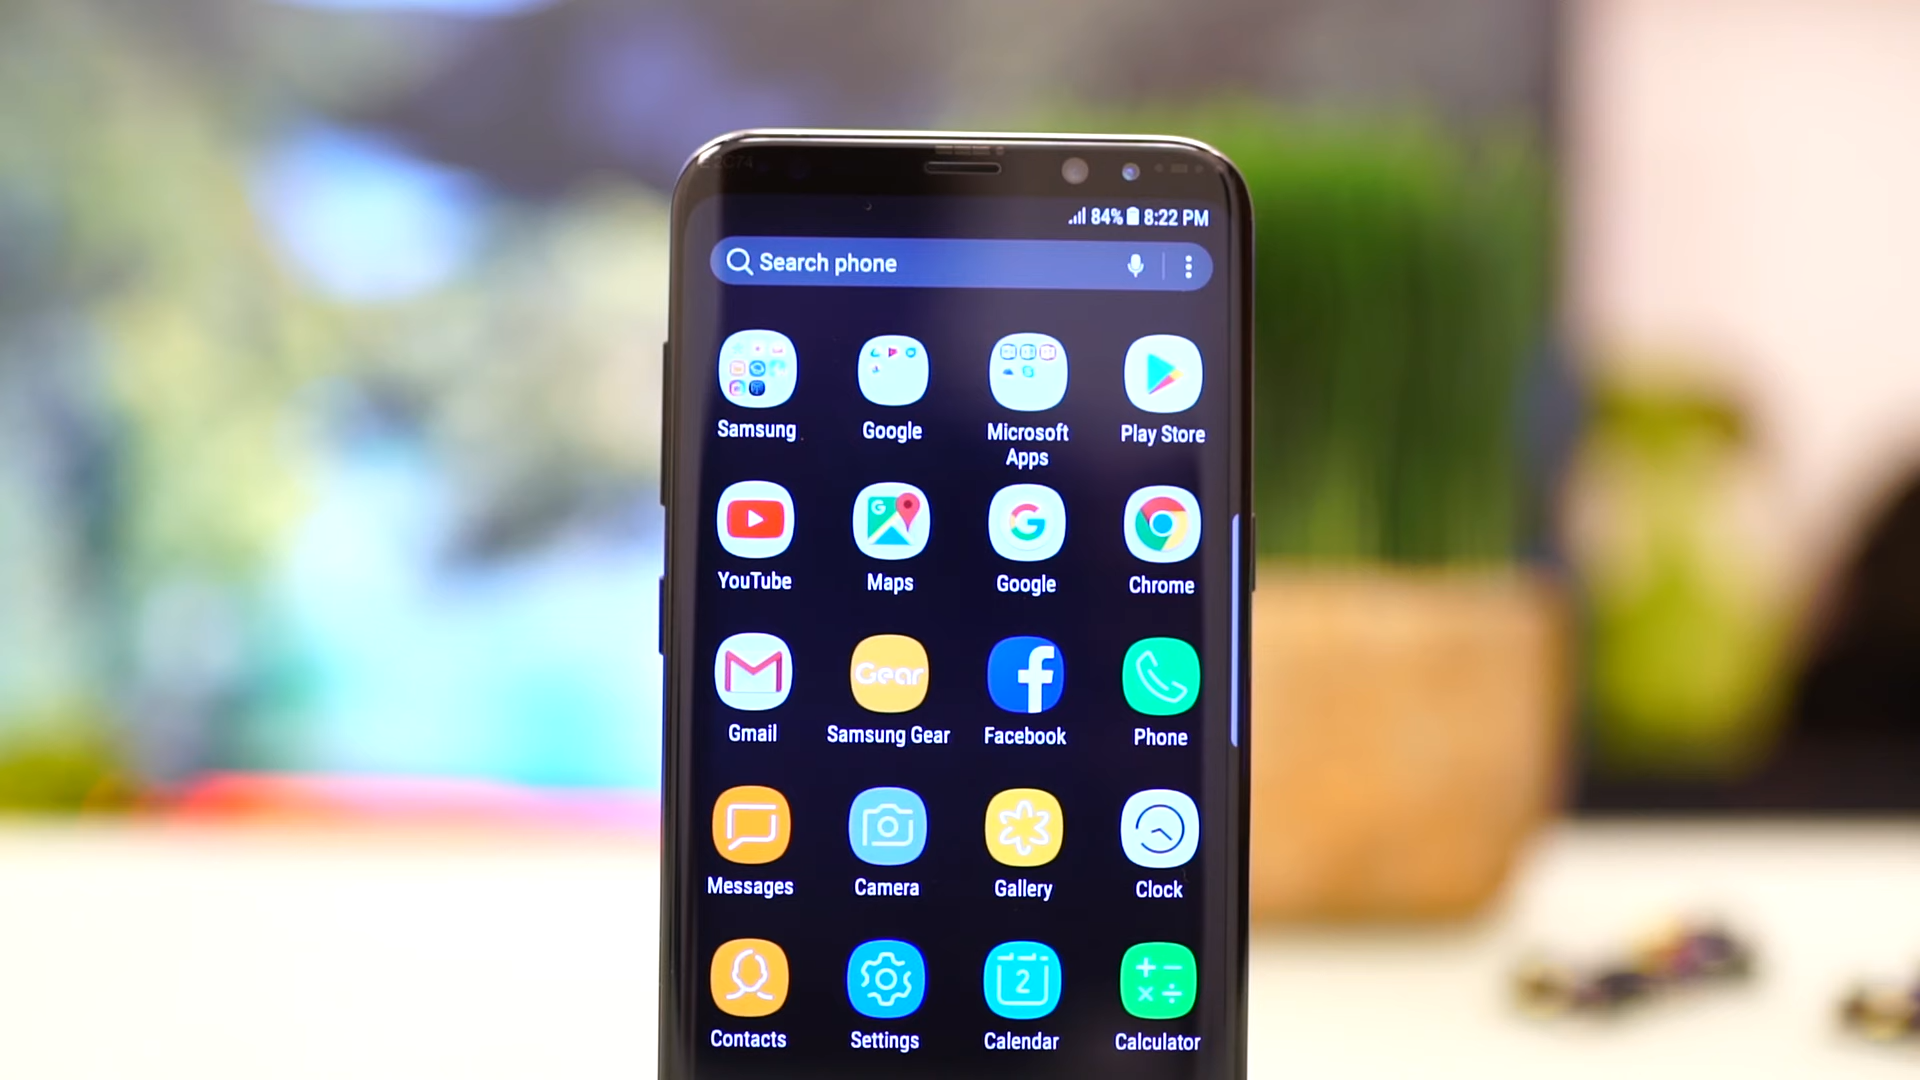 84% 8:22 PM
Search phone
Samsung Google Microsoft Apps Play Store
YouTube Maps Google Chrome
Gear
Gmail Samsung Gear Facebook Phone
Messages Camera Gallery Clock
2
Contacts Settings Calendar Calculator